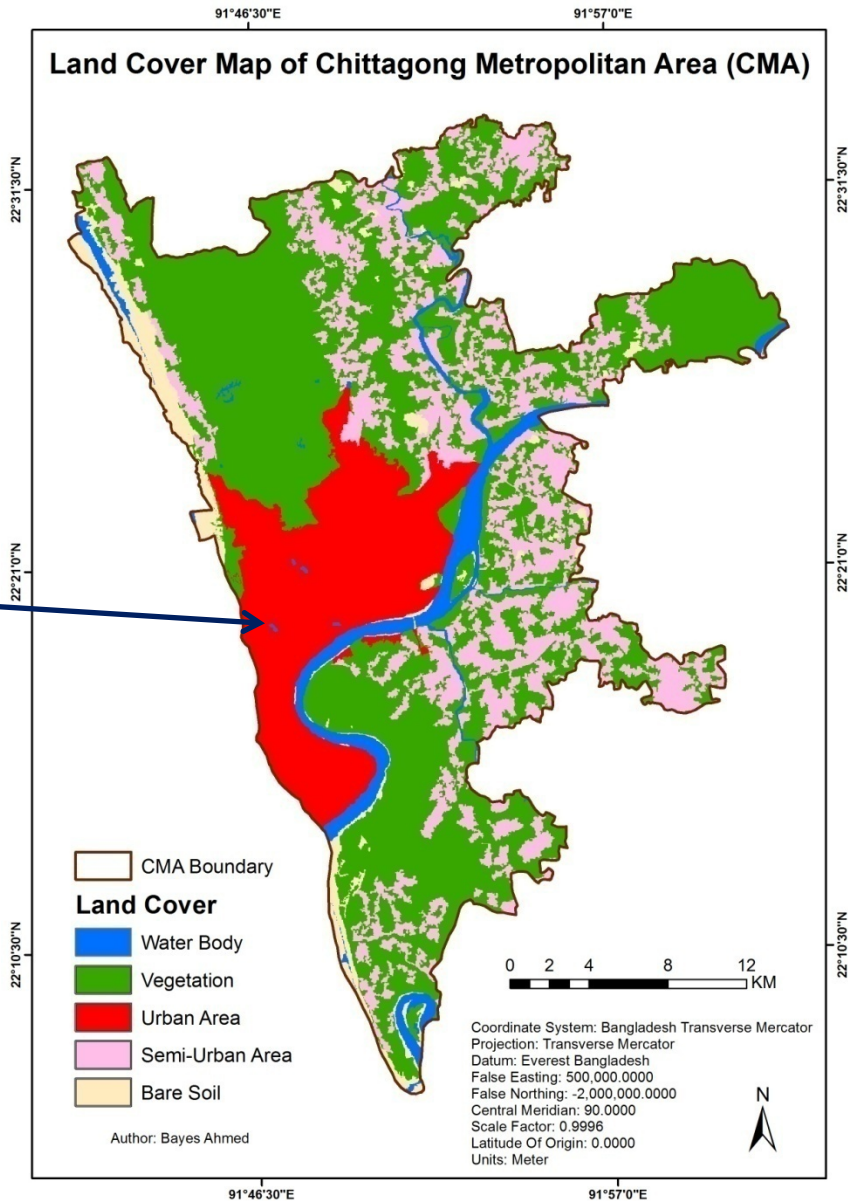 91°46'30"E
91°57'0"E
Land Cover Map of Chittagong Metropolitan Area (CMA)
22°31'30"N
22°31'30"N
22°21'0"N
22°21'0"N
22°10'30"N
22°10'30"N
CMA Boundary
Land Cover
Water Body
Vegetation
Urban Area
Semi-Urban Area
Bare Soil
Author: Bayes Ahmed
0 2 4 8 12
KM
Coordinate System: Bangladesh Transverse Mercator
Projection: Transverse Mercator
Datum: Everest Bangladesh
False Easting: 500,000.0000
False Northing: -2,000,000.0000
Central Meridian: 90.0000
Scale Factor: 0.9996
Latitude Of Origin: 0.0000
Units: Meter
N
91°46'30"E
91°57'0"E